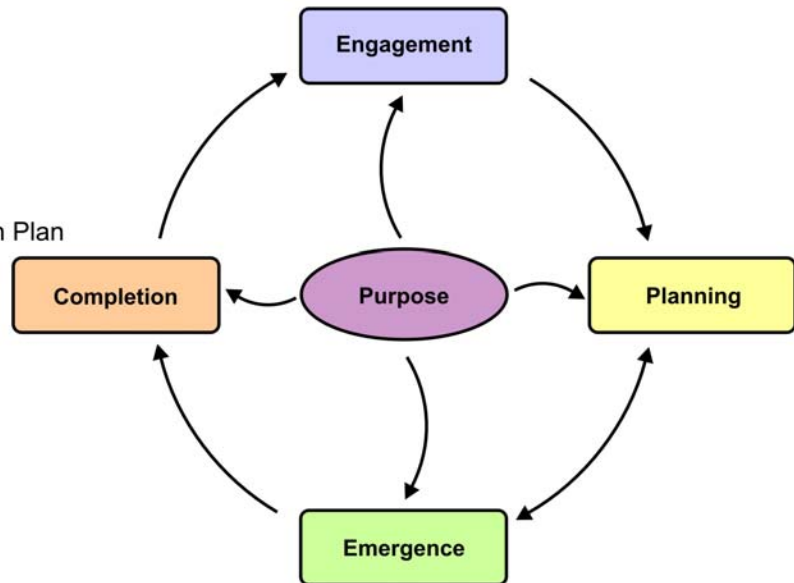 Engagement
Plan
Completion
Purpose
Planning
Emergence